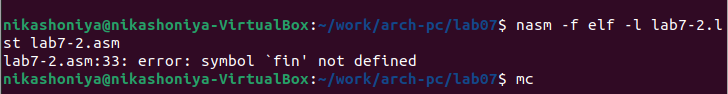 nikashoniya@nikashoniya-VirtualBox:~/work/arch-pc/lab07$ nasm -f elf -l lab7-2.l
st lab7-2.asm
lab7-2.asm:33: error: symbol `fin' not defined
nikashoniya@nikashoniya-VirtualBox:~/work/arch-pc/lab07$ mc